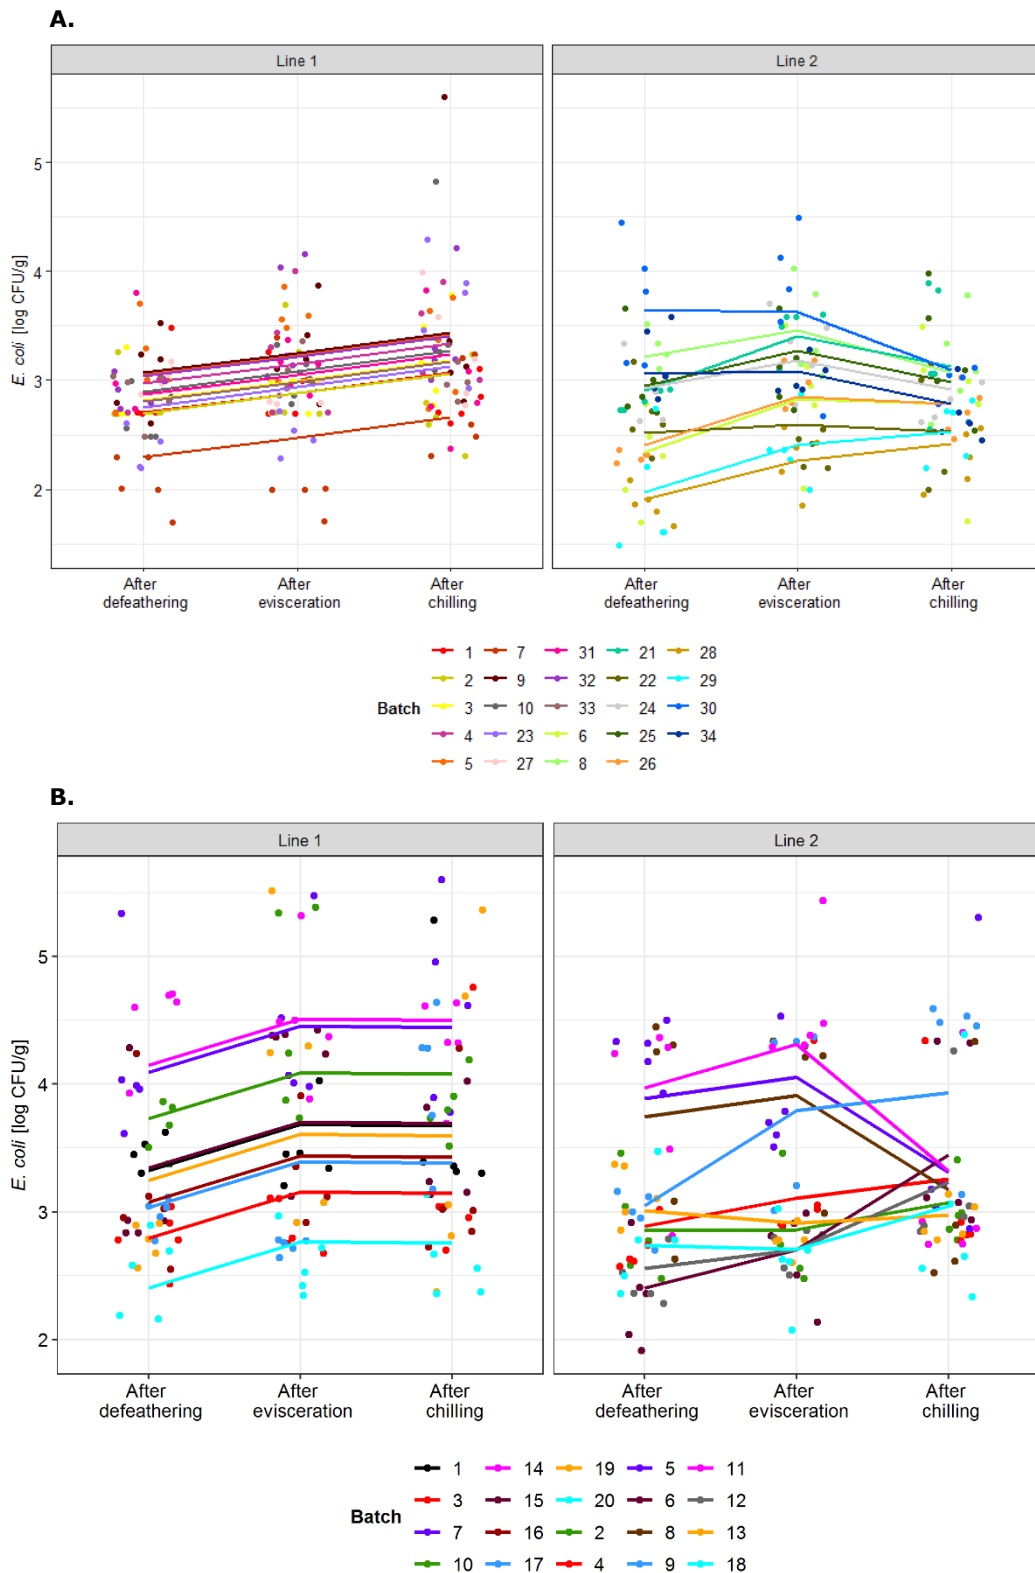 A.
Line 1 Line 2
E. coli [log CFU/g]
5
4
3
2
After defeathering After evisceration After chilling After defeathering After evisceration After chilling
Batch
1 7 31 21 28
2 9 32 22 29
3 10 33 24 30
4 23 6 25 34
5 27 8 26
B.
Line 1 Line 2
E. coli [log CFU/g]
5
4
3
2
After defeathering After evisceration After chilling After defeathering After evisceration After chilling
Batch
1 14 19 5 11
3 15 20 6 12
7 16 2 8 13
10 17 4 9 18